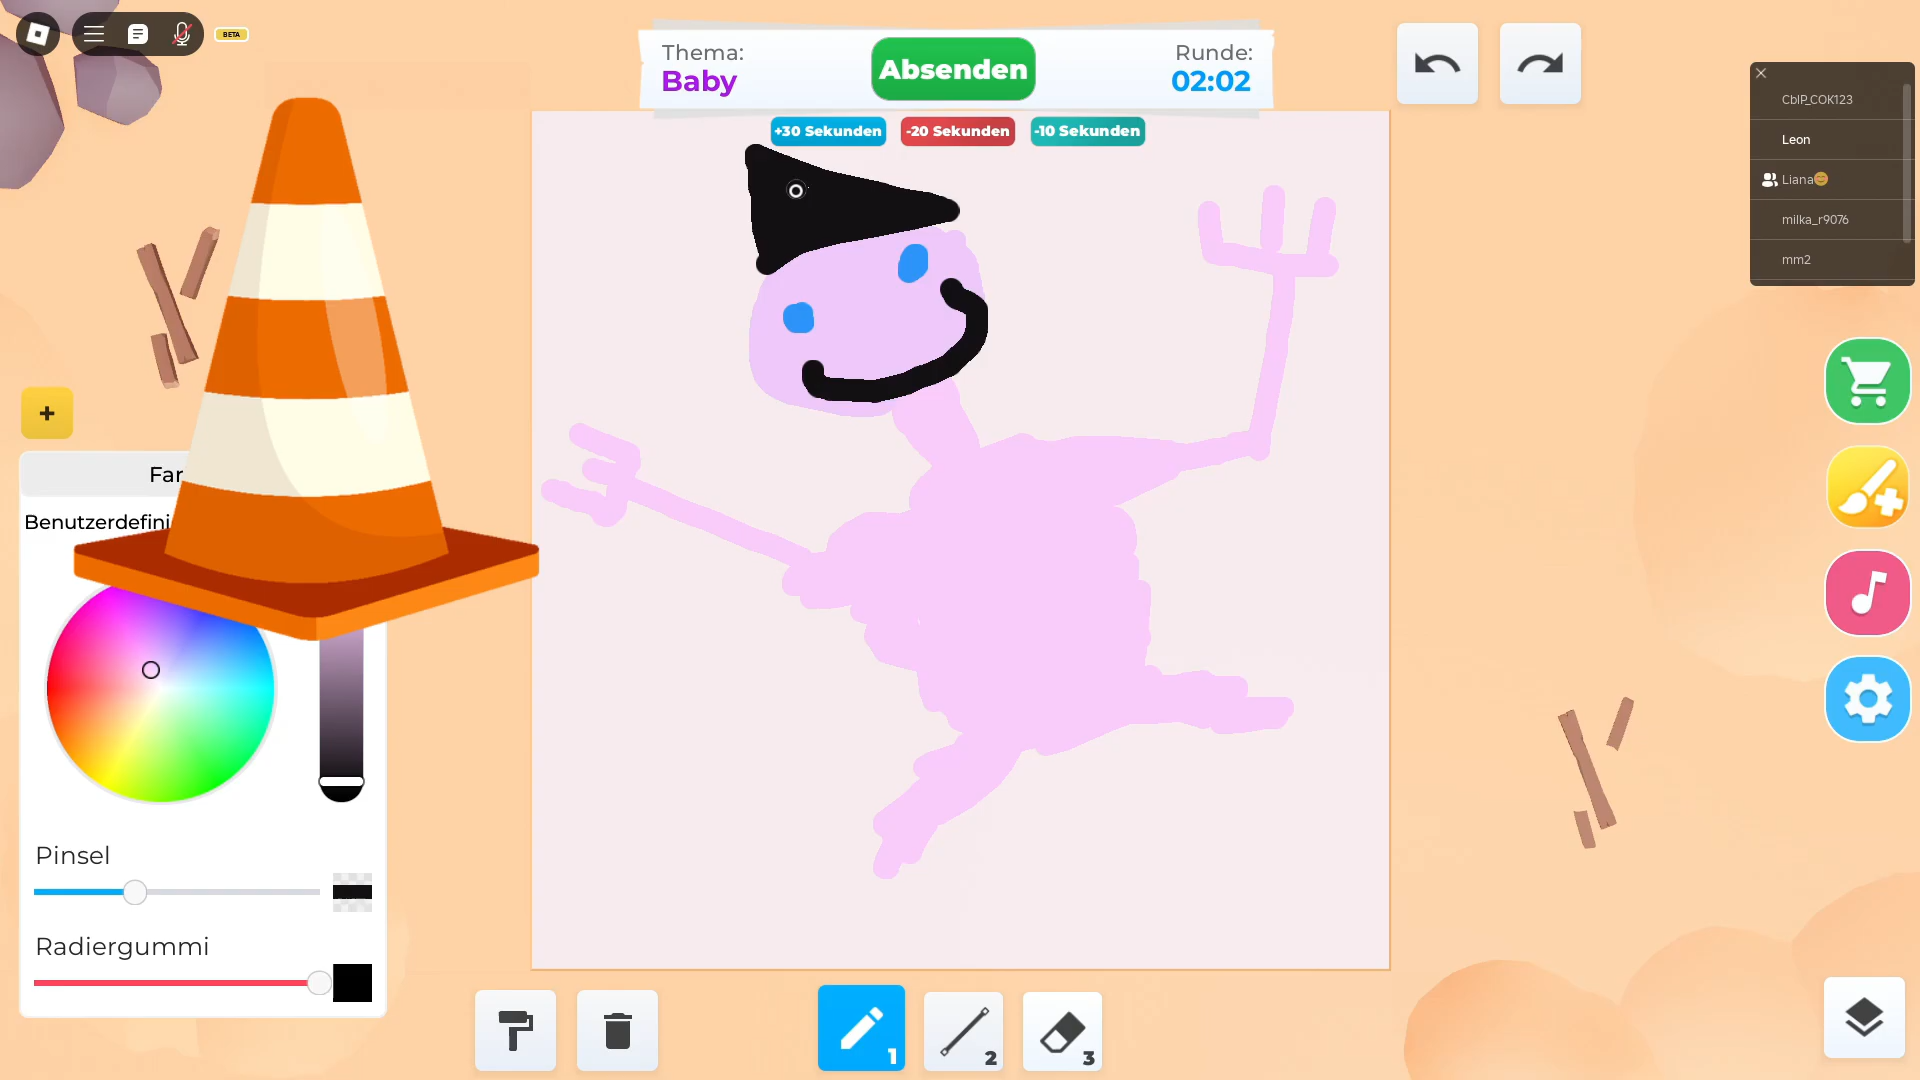 BETA
Thema:
Baby
Absenden
Runde:
02:02
+30 Sekunden
-20 Sekunden
-10 Sekunden
CbIP_COK123
Leon
Liana😊
milka_r9076
mm2
+
Far
Benutzerdefini
Pinsel
Radiergummi
1
2
3